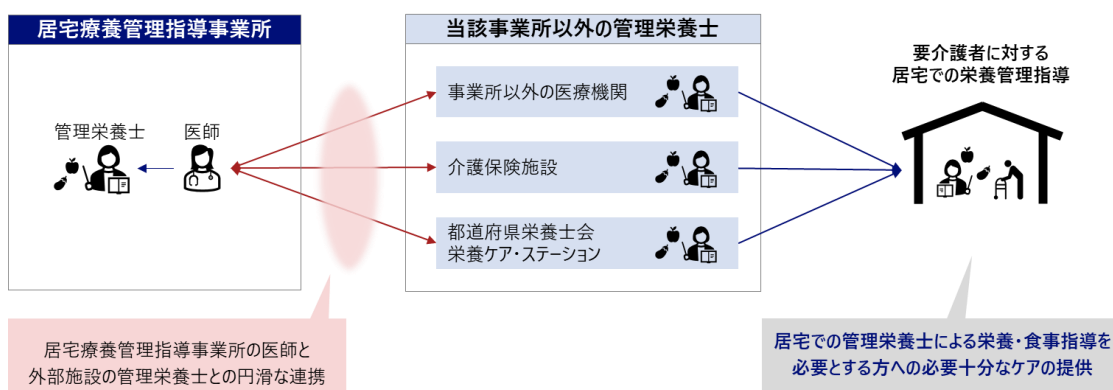 居宅療養管理指導事業所
管理栄養士
医師
当該事業所以外の管理栄養士
事業所以外の医療機関
介護保険施設
都道府県栄養士会
栄養ケア・ステーション
要介護者に対する
居宅での栄養管理指導
居宅療養管理指導事業所の医師と
外部施設の管理栄養士との円滑な連携
居宅での管理栄養士による栄養・食事指導を
必要とする方への必要十分なケアの提供